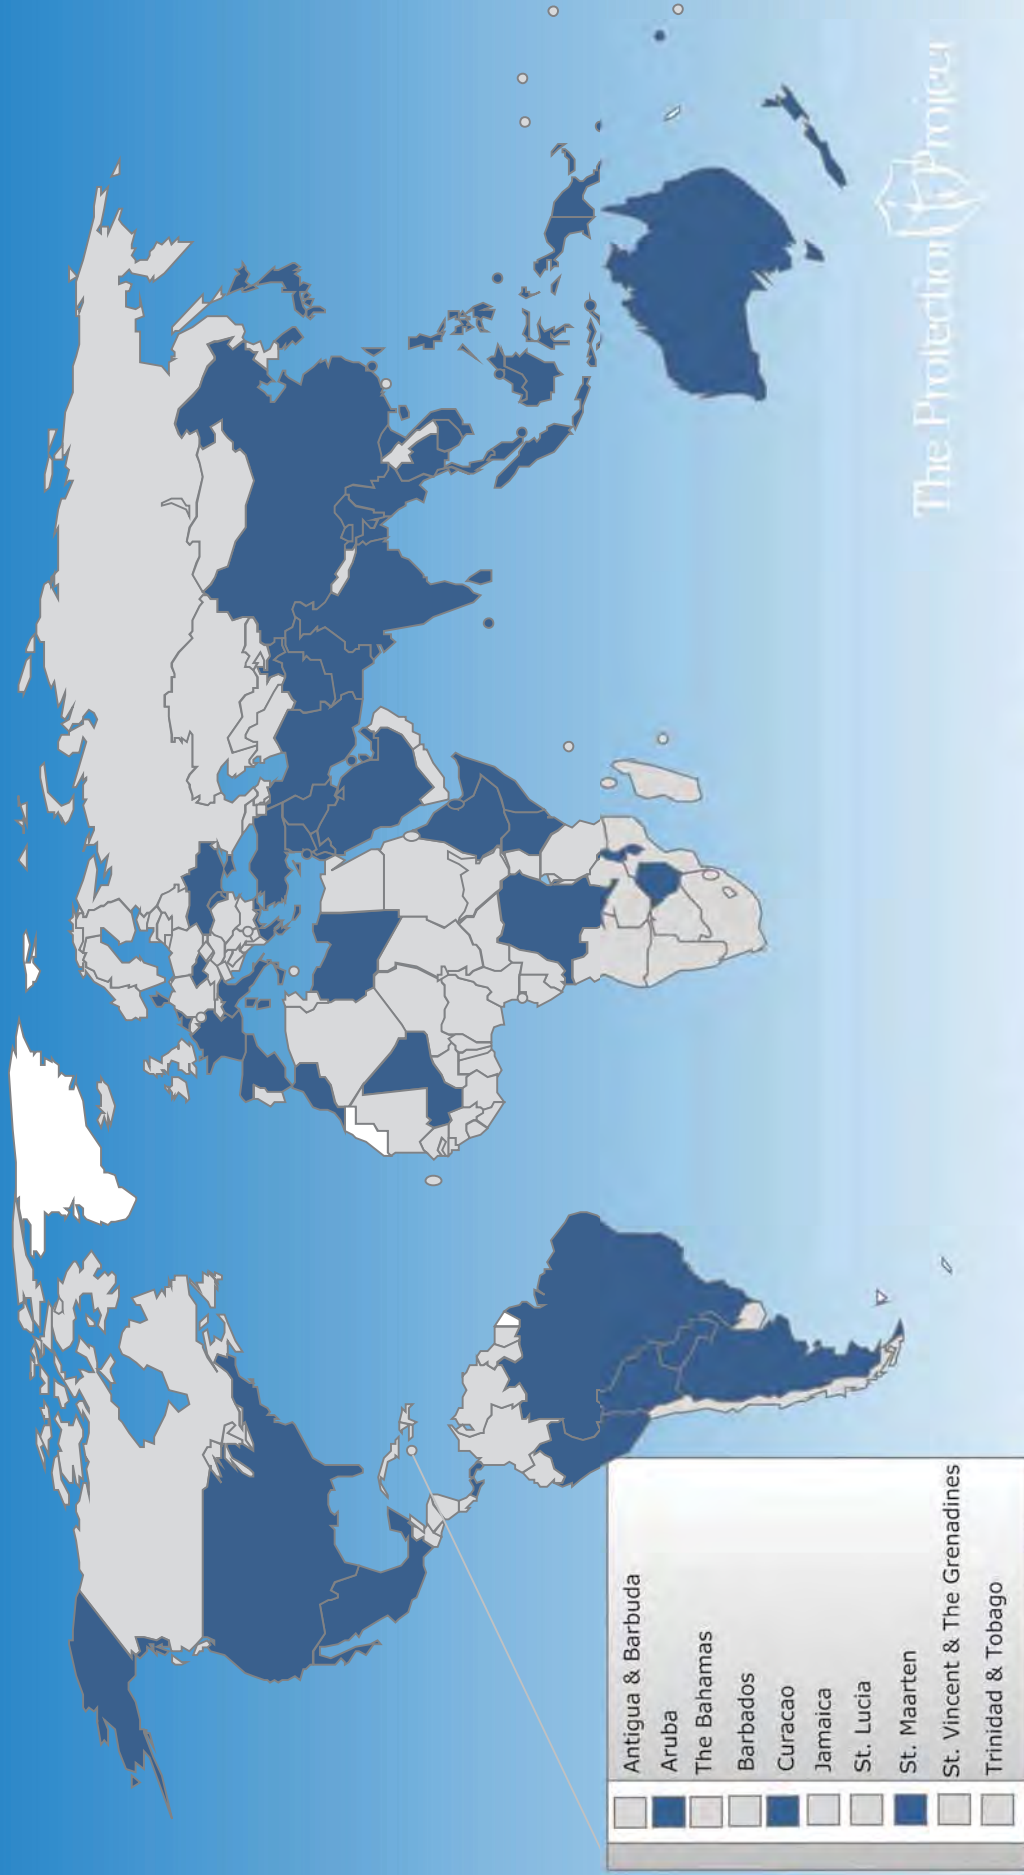 The Protection Project
Antigua & Barbuda
Aruba
The Bahamas
Barbados
Curacao
Jamaica
St. Lucia
St. Maarten
St. Vincent & The Grenadines
Trinidad & Tobago